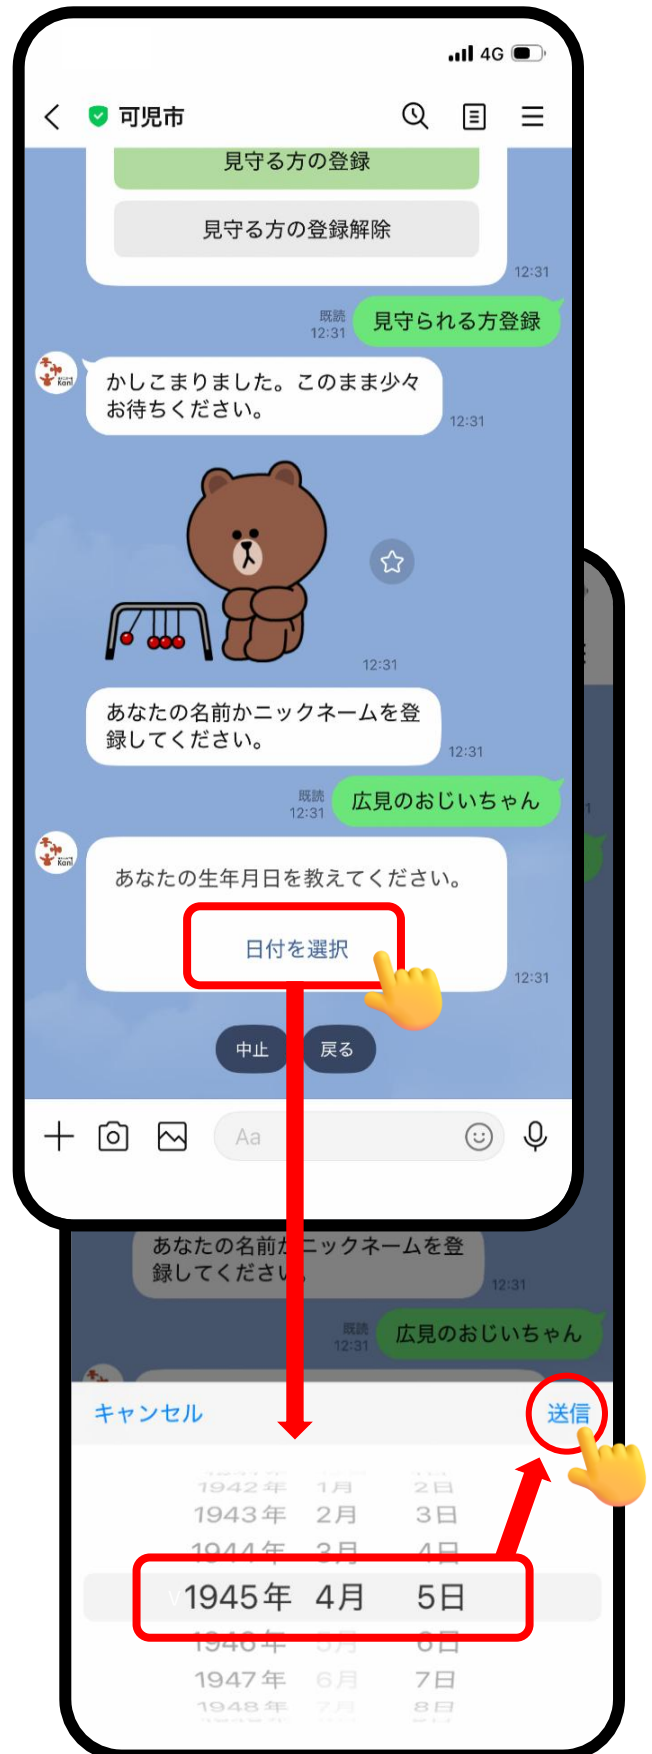 4G
可児市
見守る方の登録
見守る方の登録解除
12:31
既読
12:31
見守られる方登録
かしこまりました。このまま少々
お待ちください。
12:31
12:31
あなたの名前かニックネームを登
録してください。
12:31
既読
12:31
広見のおじいちゃん
Kani
あなたの生年月日を教えてください。
日付を選択
12:31
中止
戻る
Aa
あなたの名前か
ニックネームを登
録してください
12:31
既読
12:31
広見のおじいちゃん
キャンセル
送信
1942年 1月 2日
1943年 2月 3日
1944年 3月 4日
1945年 4月 5日
1946年 5月 6日
1947年 6月 7日
1948年 7月 8日